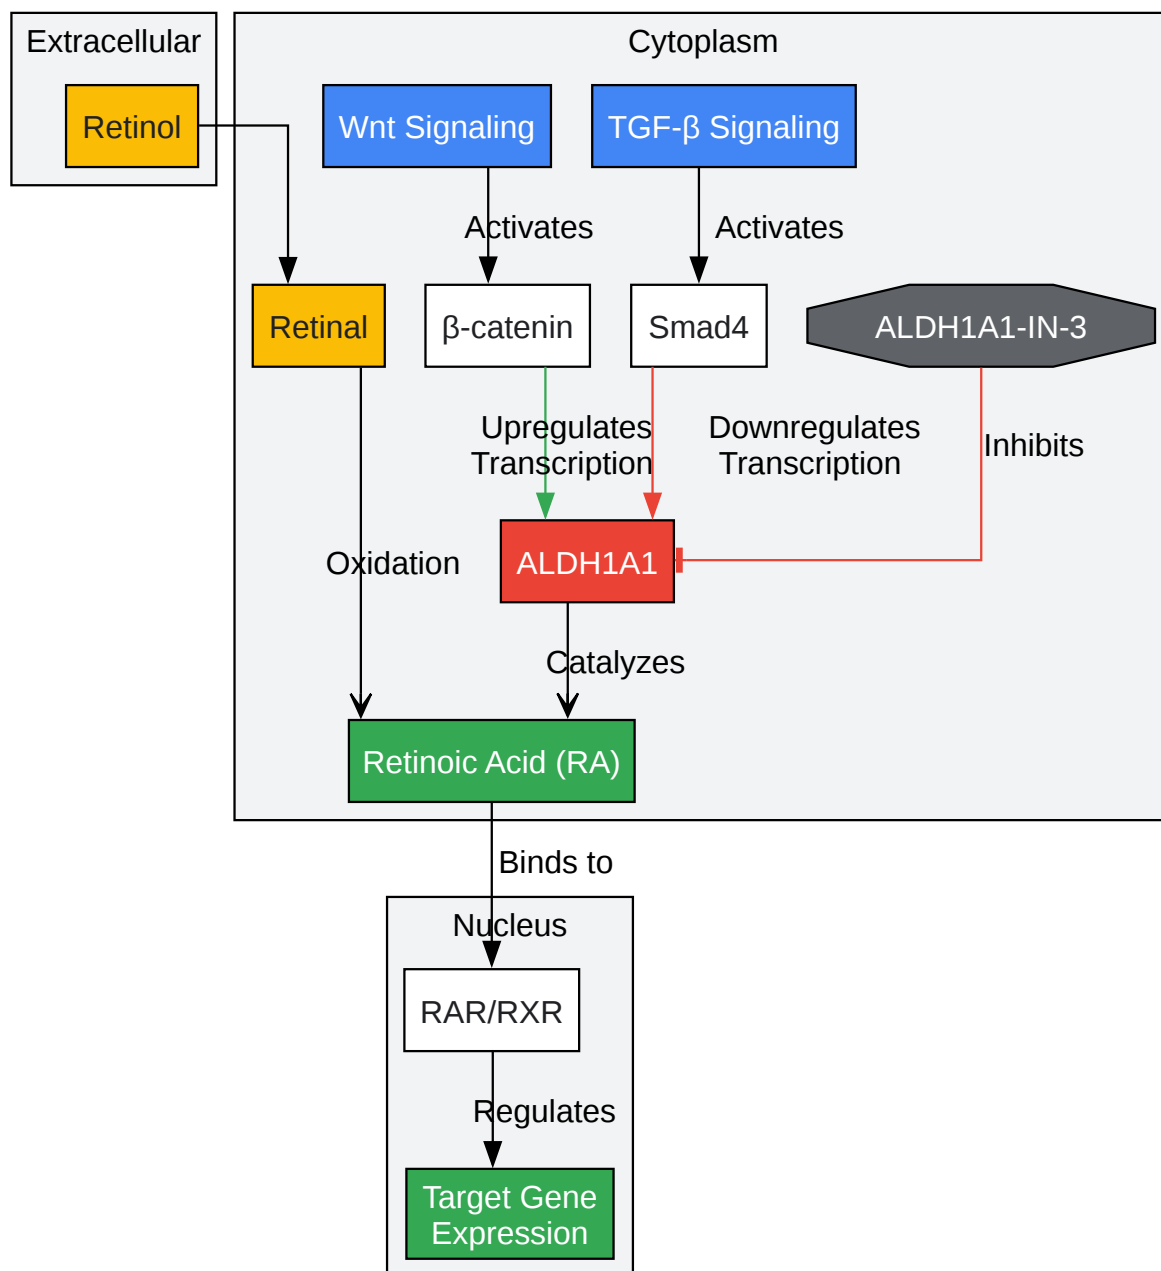 Extracellular
Cytoplasm
Retinol
Wnt Signaling
TGF-β Signaling
Activates
Activates
Retinal
β-catenin
Smad4
ALDH1A1-IN-3
Upregulates
Transcription
Downregulates
Transcription
Inhibits
Oxidation
ALDH1A1
Catalyzes
Retinoic Acid (RA)
Binds to
Nucleus
RAR/RXR
Regulates
Target Gene
Expression